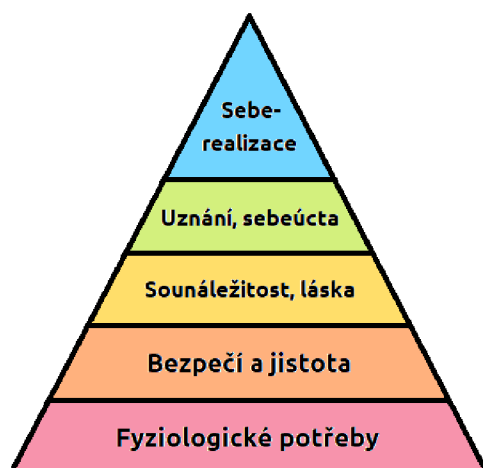 Sebe-
realizace
Uznání, sebeúcta
Sounáležitost, láska
Bezpečí a jistota
Fyziologické potřeby